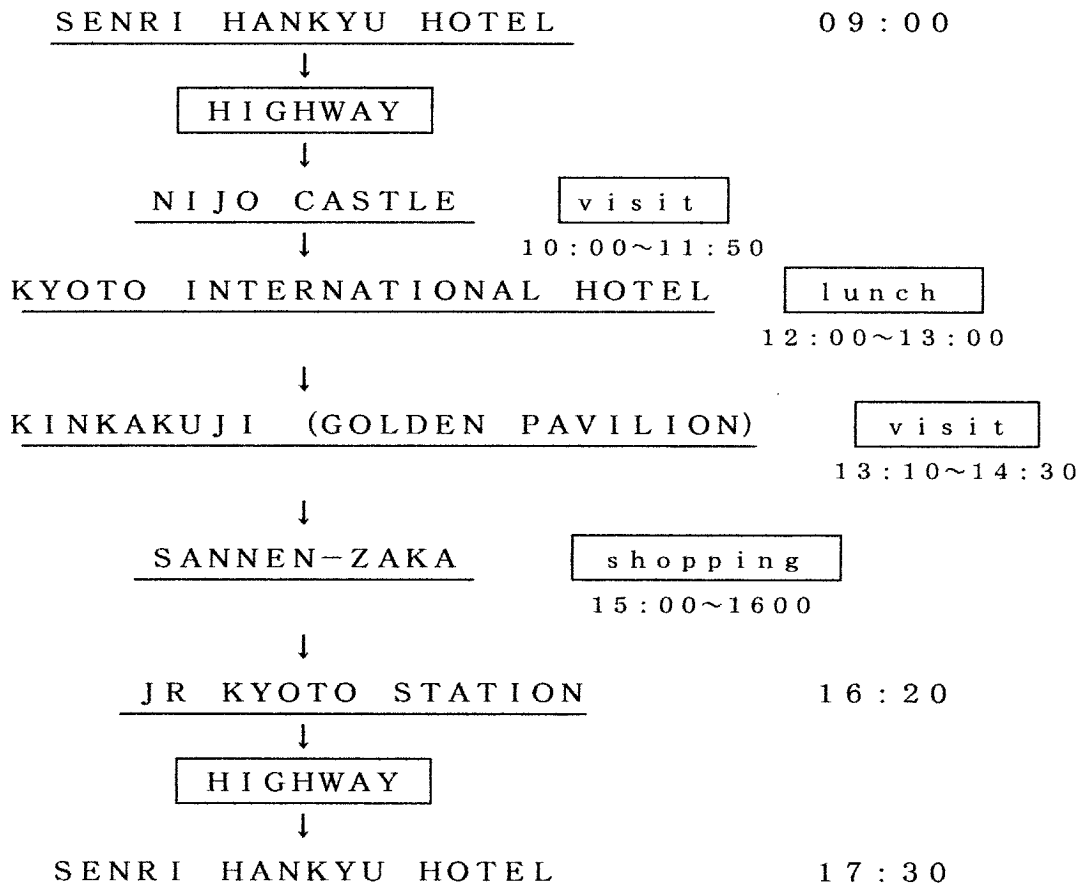 SENRI HANKYU HOTEL 09:00
↓
HIGHWAY
↓
NIJO CASTLE visit
↓ 10:00~11:50
KYOTO INTERNATIONAL HOTEL lunch
12:00~13:00
↓
KINKAKUJI (GOLDEN PAVILION) visit
13:10~14:30
↓
SANNEN-ZAKA shopping
15:00~1600
↓
JR KYOTO STATION 16:20
↓
HIGHWAY
↓
SENRI HANKYU HOTEL 17:30